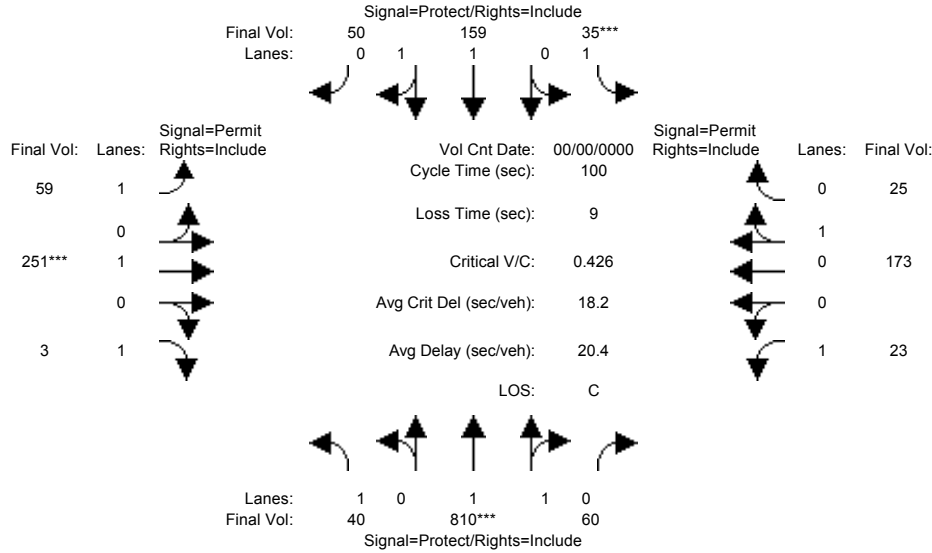 Signal=Protect/Rights=Include
Final Vol: 50 159 35***
Lanes: 0 1 1 0 1
Signal=Permit Signal=Permit
Final Vol: Lanes: Rights=Include Vol Cnt Date: 00/00/0000 Rights=Include Lanes: Final Vol:
Cycle Time (sec): 100
59 1 0 25
Loss Time (sec): 9
0 1
251*** 1 Critical V/C: 0.426 0 173
0 Avg Crit Del (sec/veh): 18.2 0
3 1 Avg Delay (sec/veh): 20.4 1 23
LOS: C
Lanes: 1 0 1 1 0
Final Vol: 40 810*** 60
Signal=Protect/Rights=Include